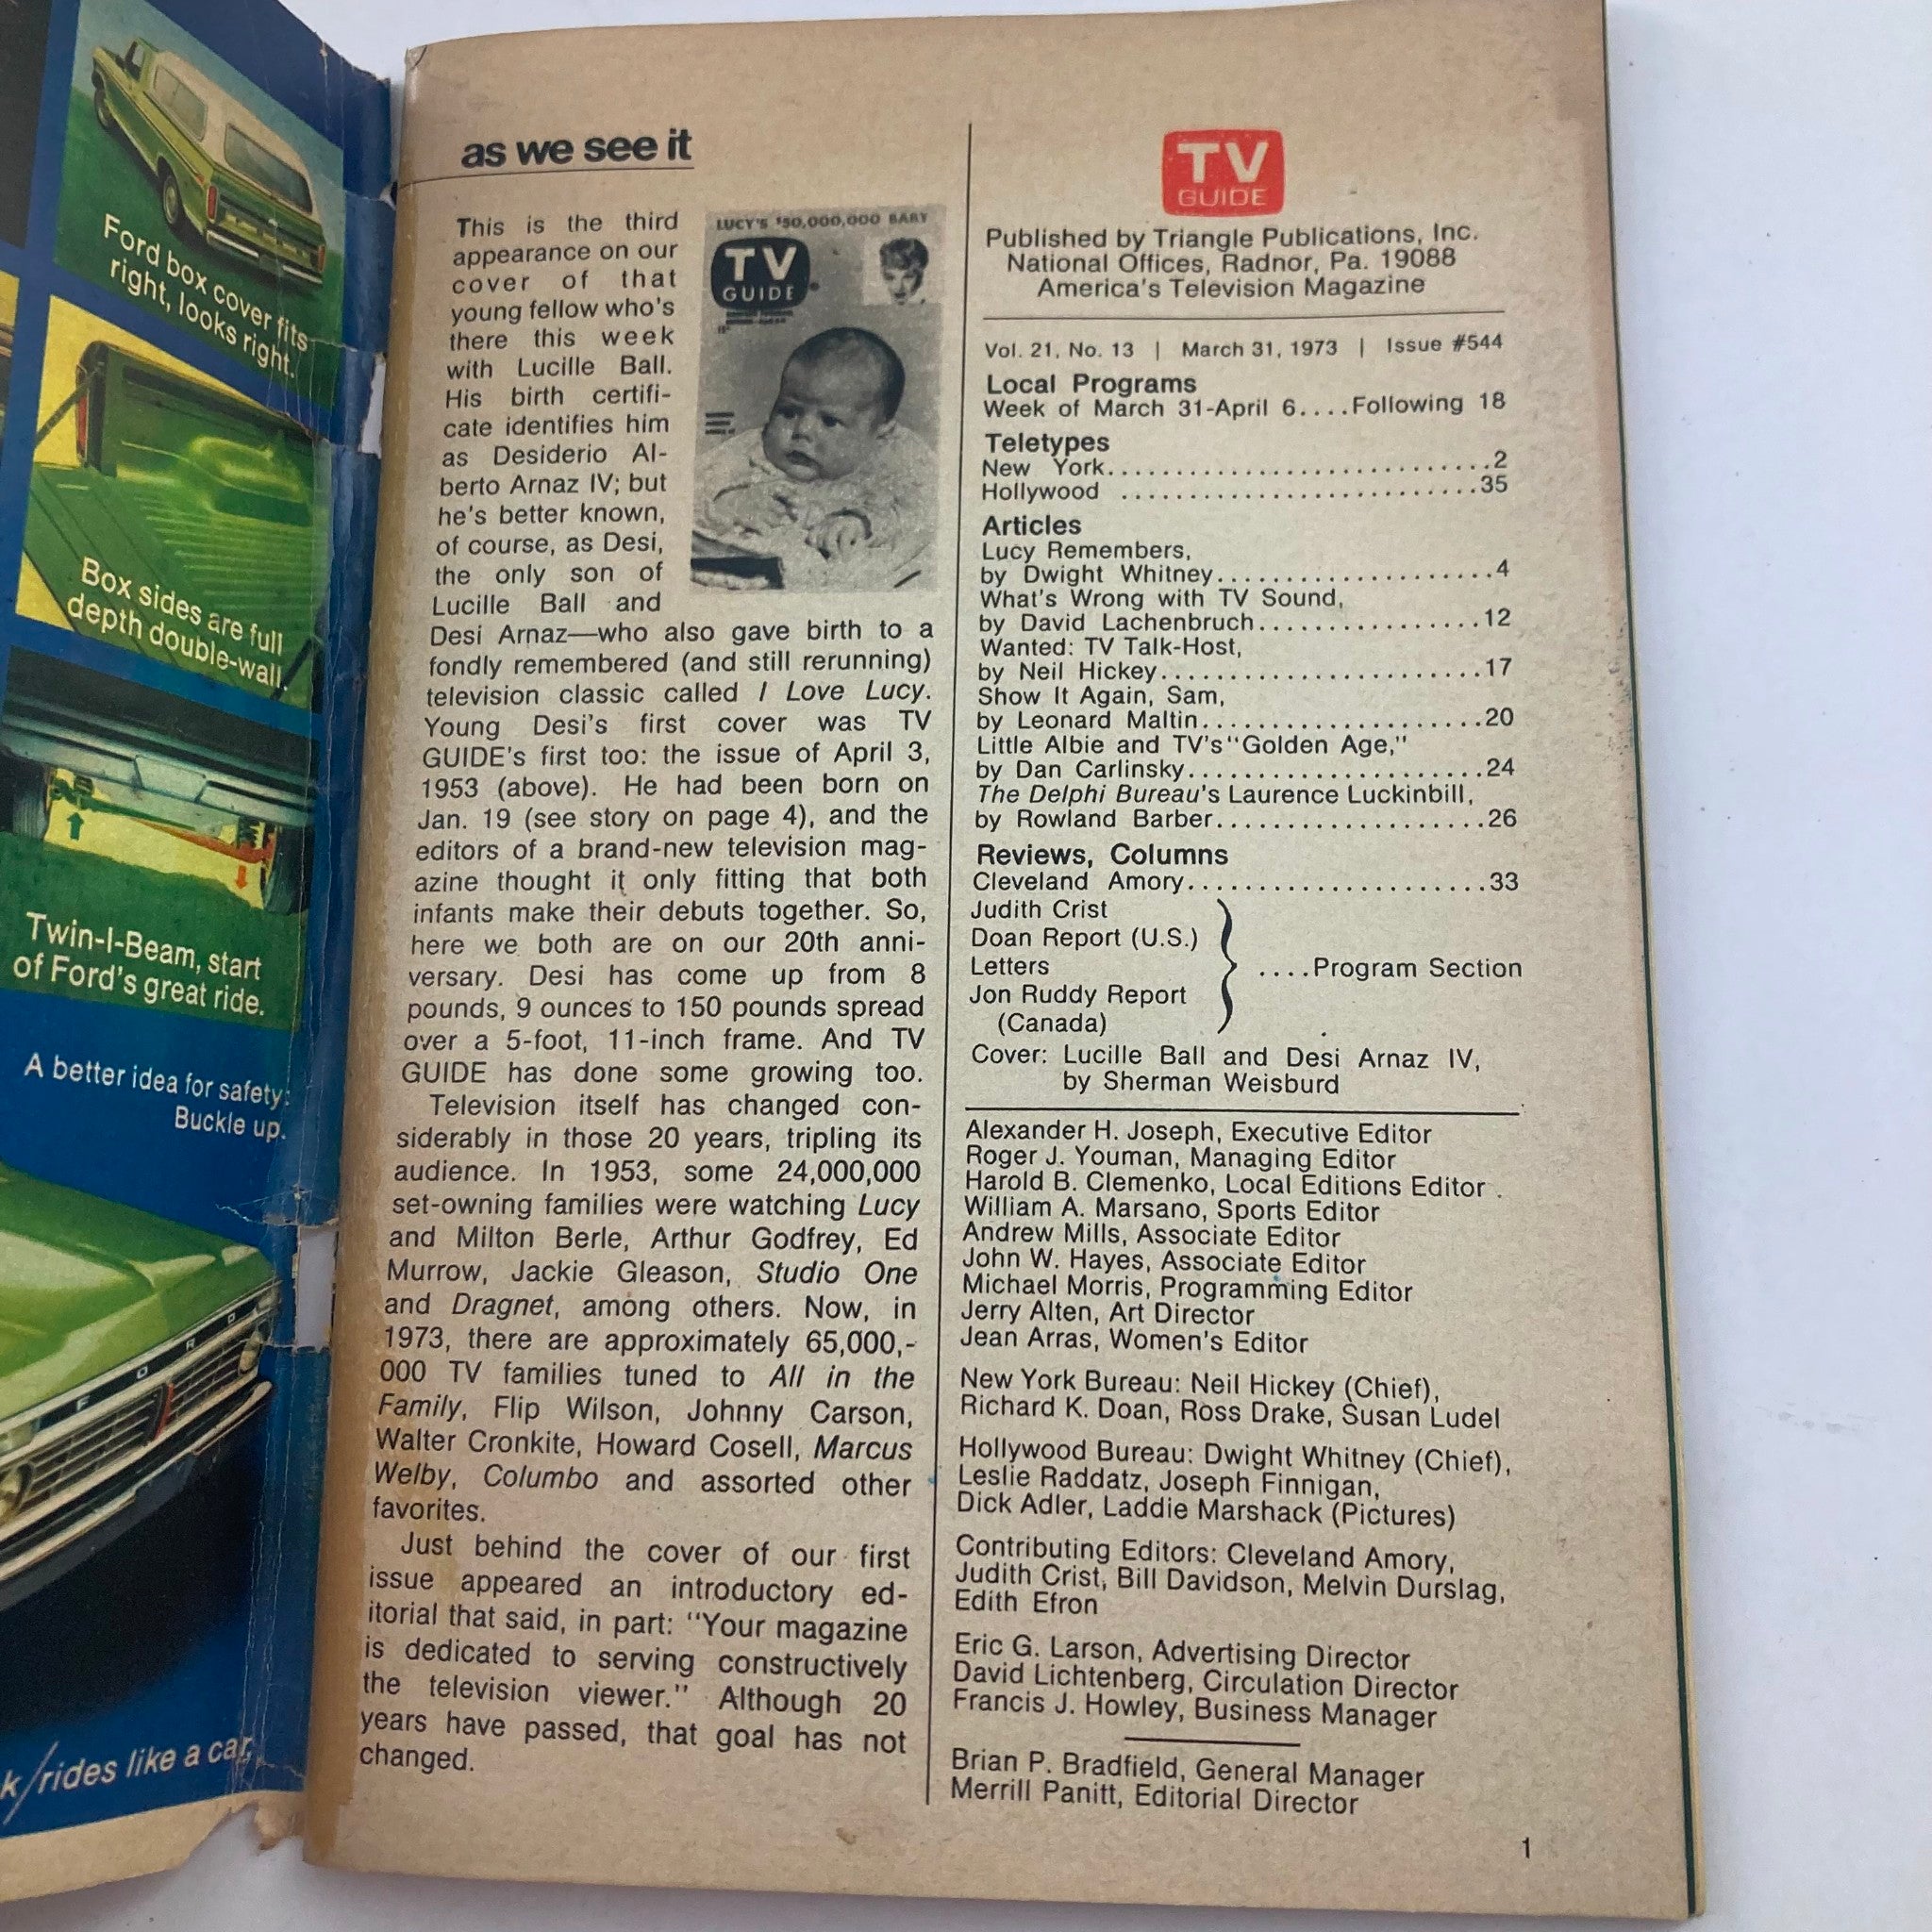 Ford box cover fits
right, looks right.
Box sides are full
depth double-wall.
Twin-I-Beam, start
of Ford's great ride.
A better idea for safety:
Buckle up.
FORD
k/rides like a car,
as we see it
This is the third
appearance on our
cover of that
young fellow who's
there this week
with Lucille Ball.
His birth certifi-
cate identifies him
as Desiderio Al-
berto Arnaz IV; but
he's better known,
of course, as Desi,
the only son of
Lucille Ball and
Desi Arnaz—who also gave birth to a
fondly remembered (and still rerunning)
television classic called I Love Lucy.
Young Desi's first cover was TV
GUIDE's first too: the issue of April 3,
1953 (above). He had been born on
Jan. 19 (see story on page 4), and the
editors of a brand-new television mag-
azine thought it only fitting that both
infants make their debuts together. So,
here we both are on our 20th anni-
versary. Desi has come up from 8
pounds, 9 ounces to 150 pounds spread
over a 5-foot, 11-inch frame. And TV
GUIDE has done some growing too.
Television itself has changed con-
siderably in those 20 years, tripling its
audience. In 1953, some 24,000,000
set-owning families were watching Lucy
and Milton Berle, Arthur Godfrey, Ed
Murrow, Jackie Gleason, Studio One
and Dragnet, among others. Now, in
1973, there are approximately 65,000,-
000 TV families tuned to All in the
Family, Flip Wilson, Johnny Carson,
Walter Cronkite, Howard Cosell, Marcus
Welby, Columbo and assorted other
favorites.
Just behind the cover of our first
issue appeared an introductory ed-
itorial that said, in part: "Your magazine
is dedicated to serving constructively
the television viewer." Although 20
years have passed, that goal has not
changed.
LUCY'S $50,000,000 BABY
TV
GUIDE
TV
GUIDE
Published by Triangle Publications, Inc.
National Offices, Radnor, Pa. 19088
America's Television Magazine
Vol. 21, No. 13 | March 31, 1973 | Issue #544
Local Programs
Week of March 31-April 6....Following 18
Teletypes
New York............................2
Hollywood ..........................35
Articles
Lucy Remembers,
by Dwight Whitney....................4
What's Wrong with TV Sound,
by David Lachenbruch................12
Wanted: TV Talk-Host,
by Neil Hickey.......................17
Show It Again, Sam,
by Leonard Maltin....................20
Little Albie and TV's "Golden Age,"
by Dan Carlinsky.....................24
The Delphi Bureau's Laurence Luckinbill,
by Rowland Barber...................26
Reviews, Columns
Cleveland Amory.....................33
Judith Crist
Doan Report (U.S.)
Letters
Jon Ruddy Report
(Canada)
....Program Section
Cover: Lucille Ball and Desi Arnaz IV,
by Sherman Weisburd
Alexander H. Joseph, Executive Editor
Roger J. Youman, Managing Editor
Harold B. Clemenko, Local Editions Editor
William A. Marsano, Sports Editor
Andrew Mills, Associate Editor
John W. Hayes, Associate Editor
Michael Morris, Programming Editor
Jerry Alten, Art Director
Jean Arras, Women's Editor
New York Bureau: Neil Hickey (Chief),
Richard K. Doan, Ross Drake, Susan Ludel
Hollywood Bureau: Dwight Whitney (Chief),
Leslie Raddatz, Joseph Finnigan,
Dick Adler, Laddie Marshack (Pictures)
Contributing Editors: Cleveland Amory,
Judith Crist, Bill Davidson, Melvin Durslag,
Edith Efron
Eric G. Larson, Advertising Director
David Lichtenberg, Circulation Director
Francis J. Howley, Business Manager
Brian P. Bradfield, General Manager
Merrill Panitt, Editorial Director
1